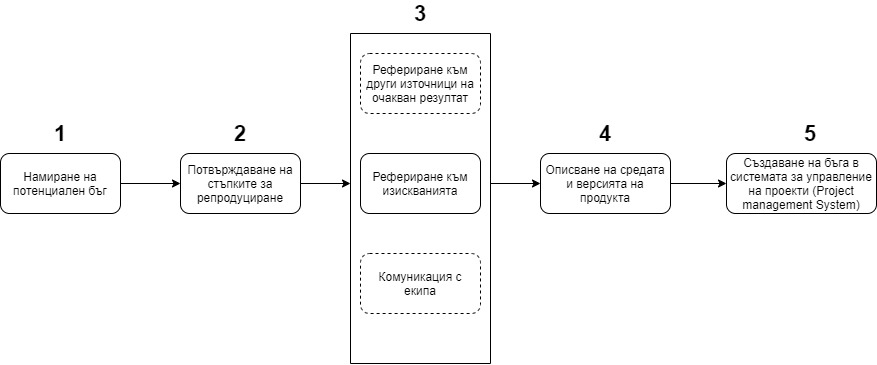 1
Намиране на
потенциален бъг
2
Потвърждаване на
стъпките за
репродуциране
3
Рефериране към
други източници на
очакван резултат
Рефериране към
изискванията
Комуникация с
екипа
4
Описване на средата
и версията на
продукта
5
Създаване на бъга в
системата за управление
на проекти (Project
management System)